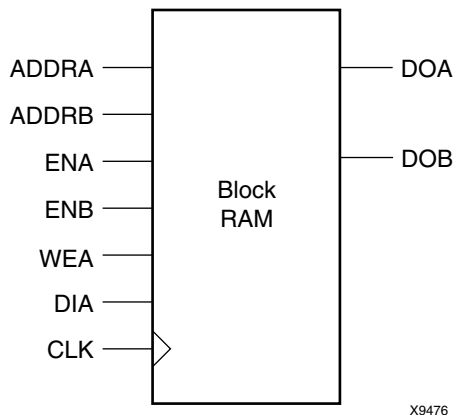 ADDRA
ADDRB
ENA
ENB
WEA
DIA
CLK
Block
RAM
DOA
DOB
X9476